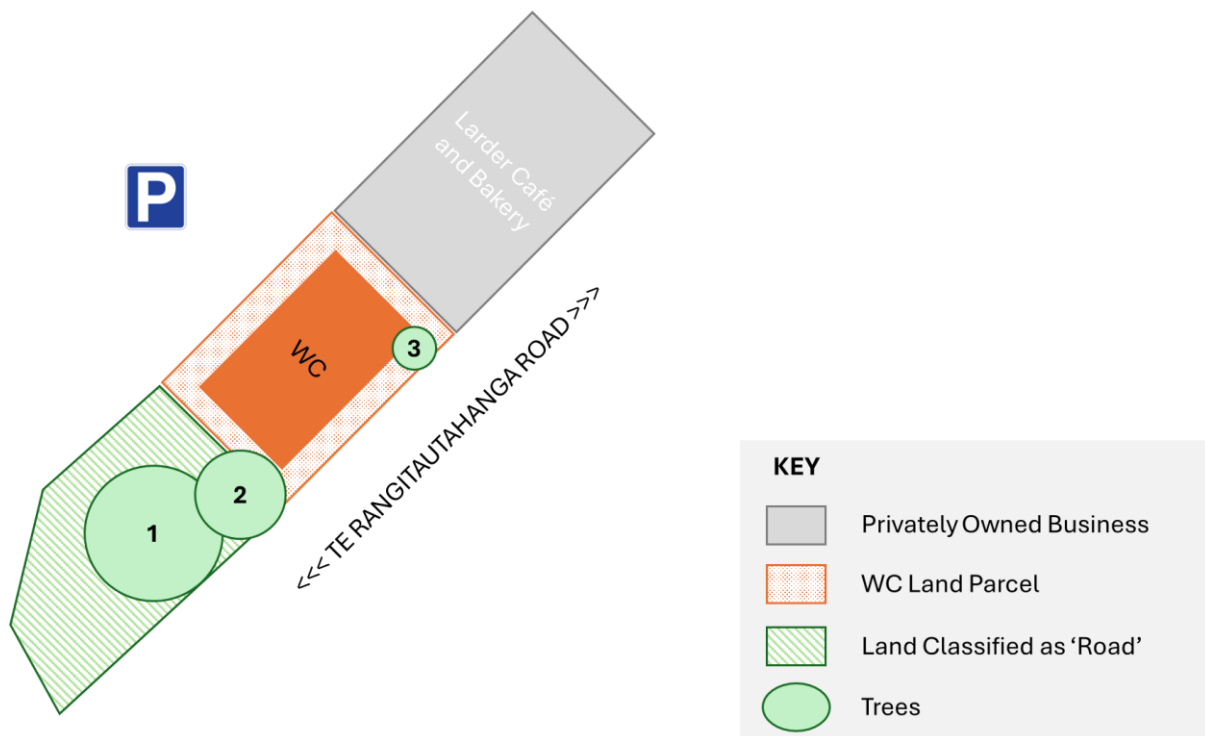 P
Larder Café
and Bakery
WC
3
2
1
<<< TE RANGITAUTAHANGA ROAD >>>
KEY
Privately Owned Business
WC Land Parcel
Land Classified as ‘Road’
Trees